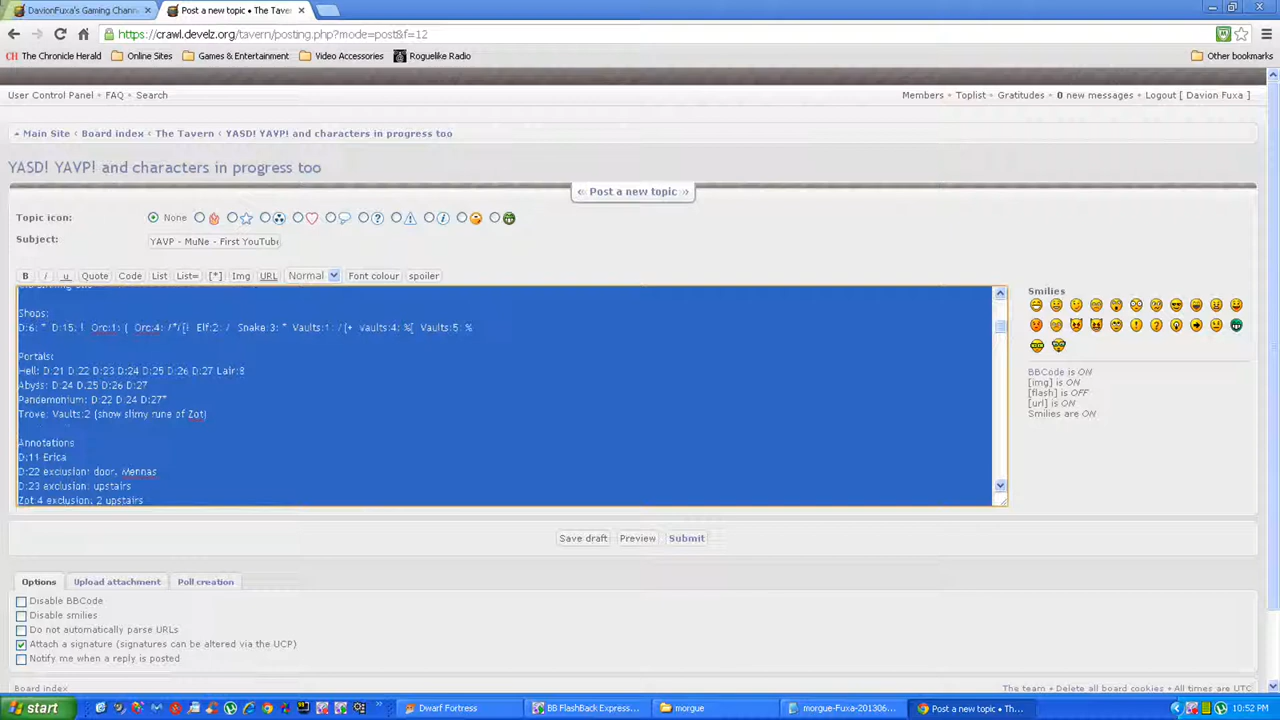 DavionFuxa's Gaming Chann
Post a new topic • The Taver
https://crawl.develz.org/tavern/posting.php?mode=post&f=12
CH The Chronicle Herald
Online Sites
Games & Entertainment
Video Accessories
Roguelike Radio
Other bookmarks
User Control Panel • FAQ • Search
Members • Toplist • Gratitudes • 0 new messages • Logout [ Davion Fuxa ]
Main Site ‹ Board index ‹ The Tavern ‹ YASD! YAVP! and characters in progress too
YASD! YAVP! and characters in progress too
Post a new topic
Topic icon:
None
Subject:
YAVP - MuNe - First YouTube
B i u Quote Code List List= [*] Img URL Normal Font colour spoiler
Smilies
Shops:
Portals:
Hell: D:21 D:22 D:23 D:24 D:25 D:26 D:27 Lair:8
Abyss: D:24 D:25 D:26 D:27
Pandemonium: D:22 D:24 D:27*
Trove: Vaults:2 (show slimy rune of Zot)
Annotations
D:11 Erica
D:22 exclusion: door, Mennas
D:23 exclusion: upstairs
Zot:4 exclusion: 2 upstairs
BBCode is ON
[img] is ON
[flash] is OFF
[url] is ON
Smilies are ON
Save draft
Preview
Submit
Options
Upload attachment
Poll creation
Disable BBCode
Disable smilies
Do not automatically parse URLs
Attach a signature (signatures can be altered via the UCP)
Notify me when a reply is posted
Board index
The team • Delete all board cookies • All times are UTC
start
Dwarf Fortress
BB FlashBack Express...
morgue
morgue-Fuxa-201306...
Post a new topic • Th...
10:52 PM